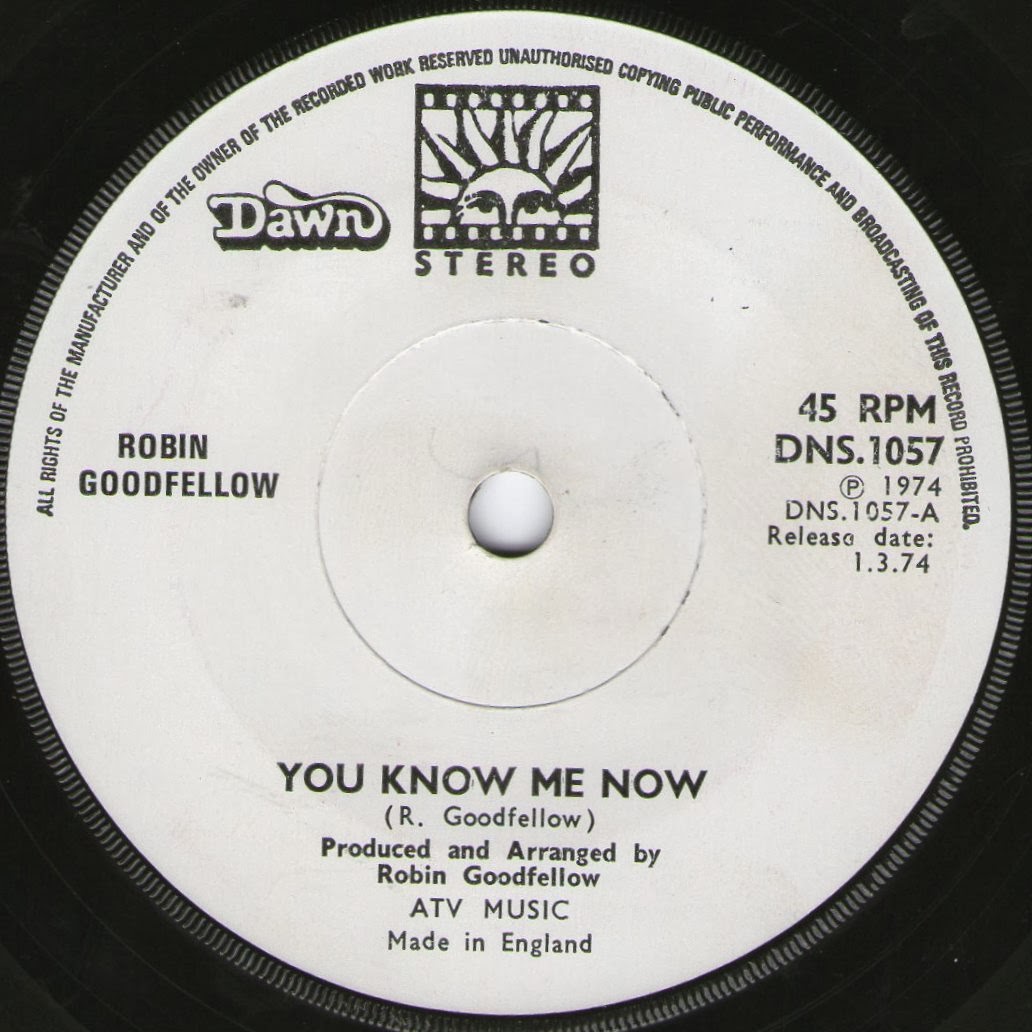 ALL RIGHTS OF THE MANUFACTURER AND OF THE OWNER OF THE RECORDED WORK RESERVED UNAUTHORISED COPYING PUBLIC PERFORMANCE AND BROADCASTING OF THIS RECORD PROHIBITED.
Dawn
STEREO
ROBIN
GOODFELLOW
45 RPM
DNS.1057
℗ 1974
DNS.1057-A
Release date:
1.3.74
YOU KNOW ME NOW
(R. Goodfellow)
Produced and Arranged by
Robin Goodfellow
ATV MUSIC
Made in England